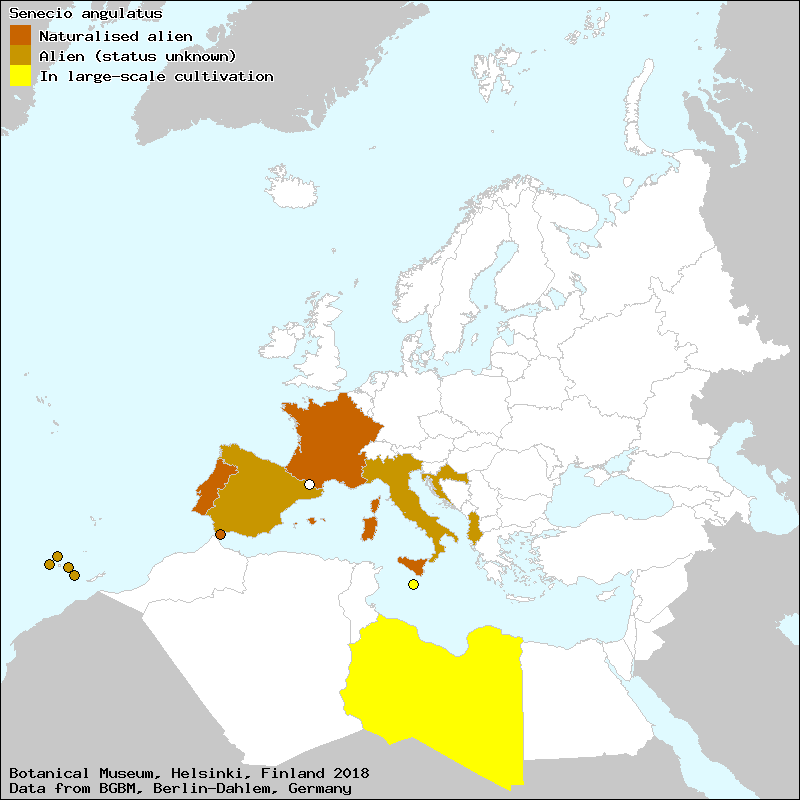 Senecio angulatus
Naturalised alien
Alien (status unknown)
In large-scale cultivation
Botanical Museum, Helsinki, Finland 2018
Data from BGBM, Berlin-Dahlem, Germany